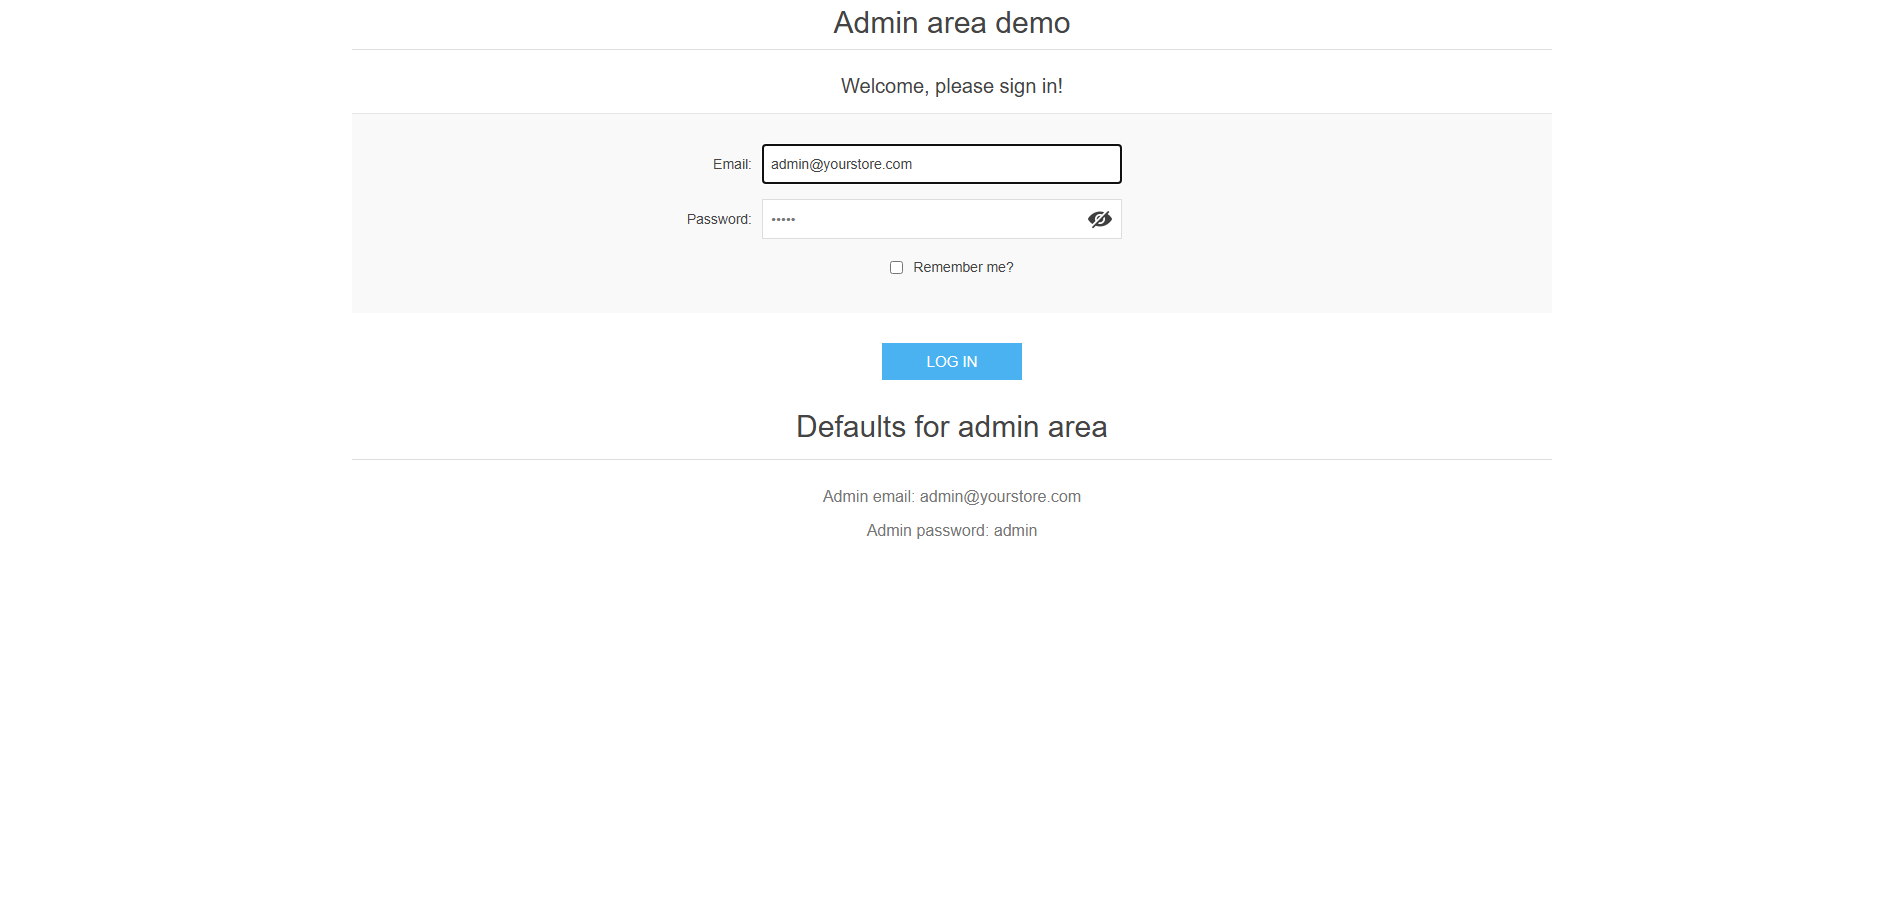 Admin area demo
Welcome, please sign in!
Email: admin@yourstore.com
Password: •••••
Remember me?
LOG IN
Defaults for admin area
Admin email: admin@yourstore.com
Admin password: admin